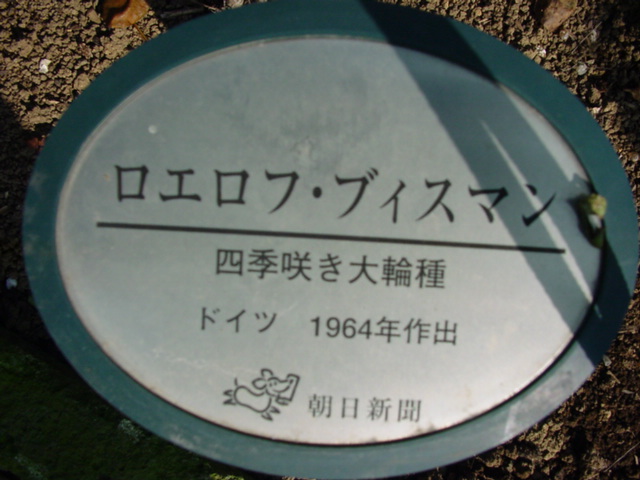 ロエロフ・ブィスマン
四季咲き大輪種
ドイツ 1964年作出
朝日新聞